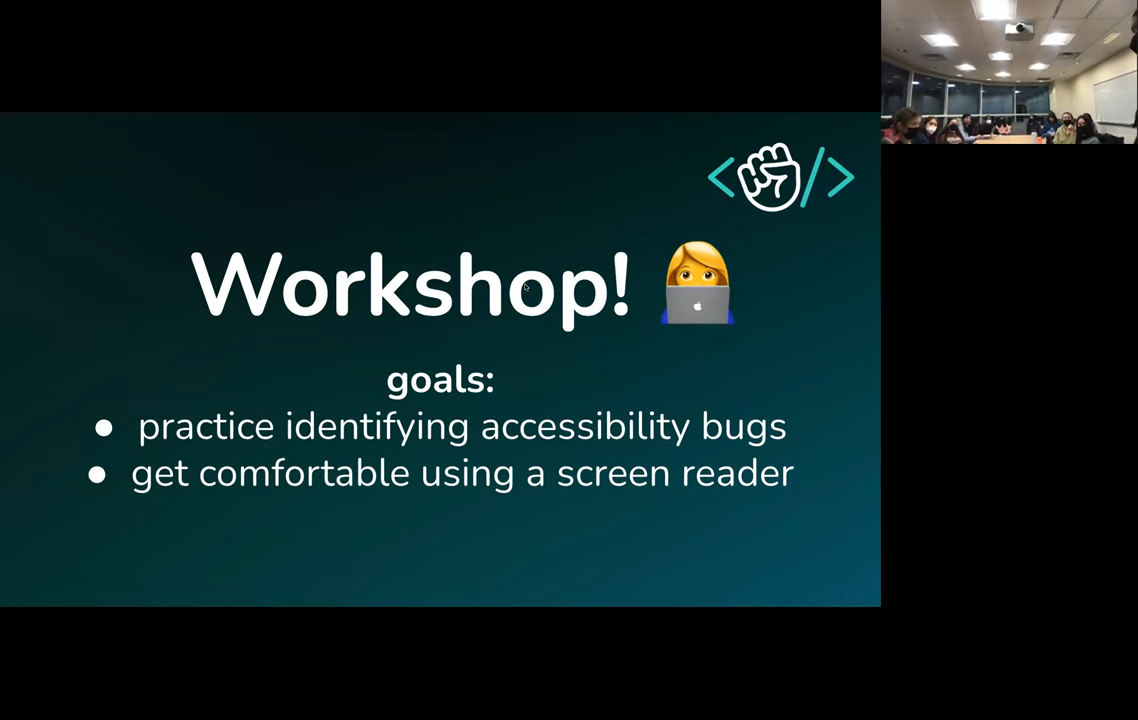 Workshop!
goals:
● practice identifying accessibility bugs
● get comfortable using a screen reader